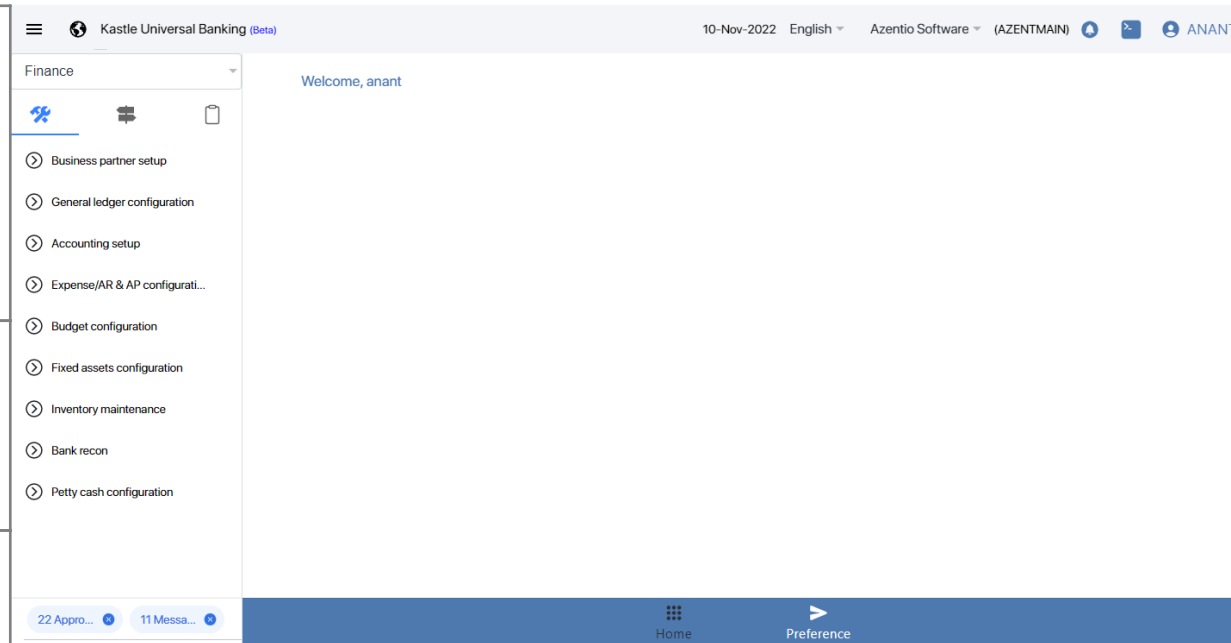 Kastle Universal Banking (Beta)
10-Nov-2022 English Azentio Software (AZENTMAIN) ANANT
Finance
Welcome, anant
Business partner setup
General ledger configuration
Accounting setup
Expense/AR & AP configurati...
Budget configuration
Fixed assets configuration
Inventory maintenance
Bank recon
Petty cash configuration
22 Appro... 11 Messa...
Home Preference